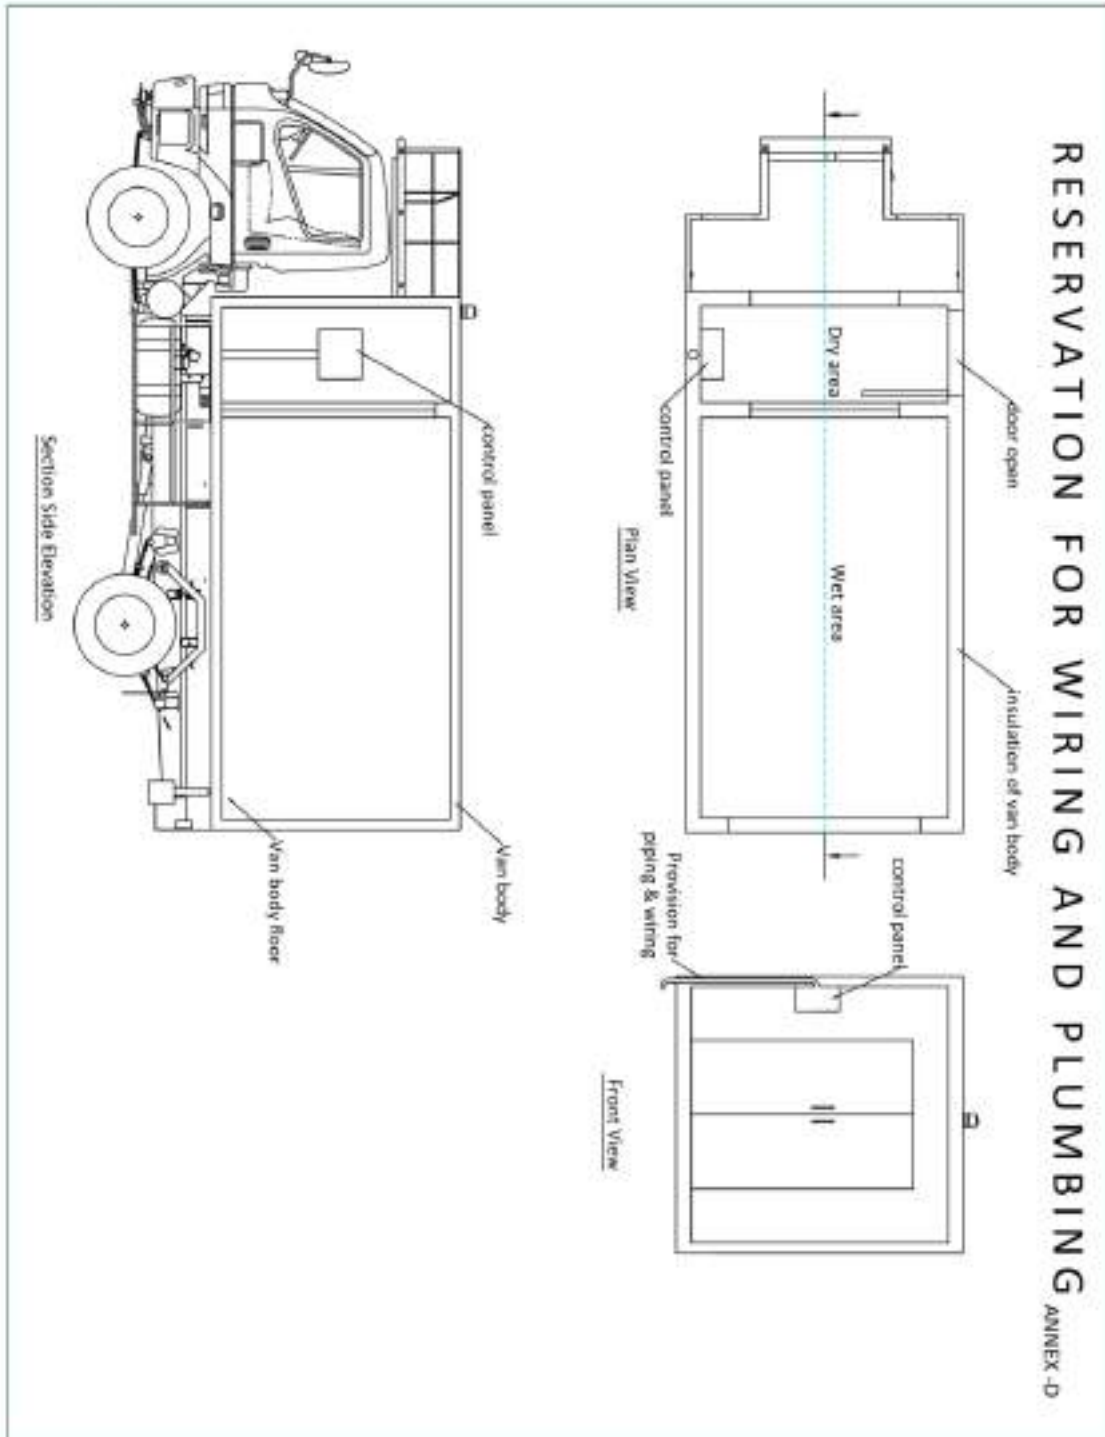 RESERVATION FOR WIRING AND PLUMBING
ANNEX -D
door open
insulation of van body
Dry area
Wet area
control panel
Plan View
control panel
Provision for
piping & wiring
Front View
control panel
Van body
Van body floor
Section Side Elevation